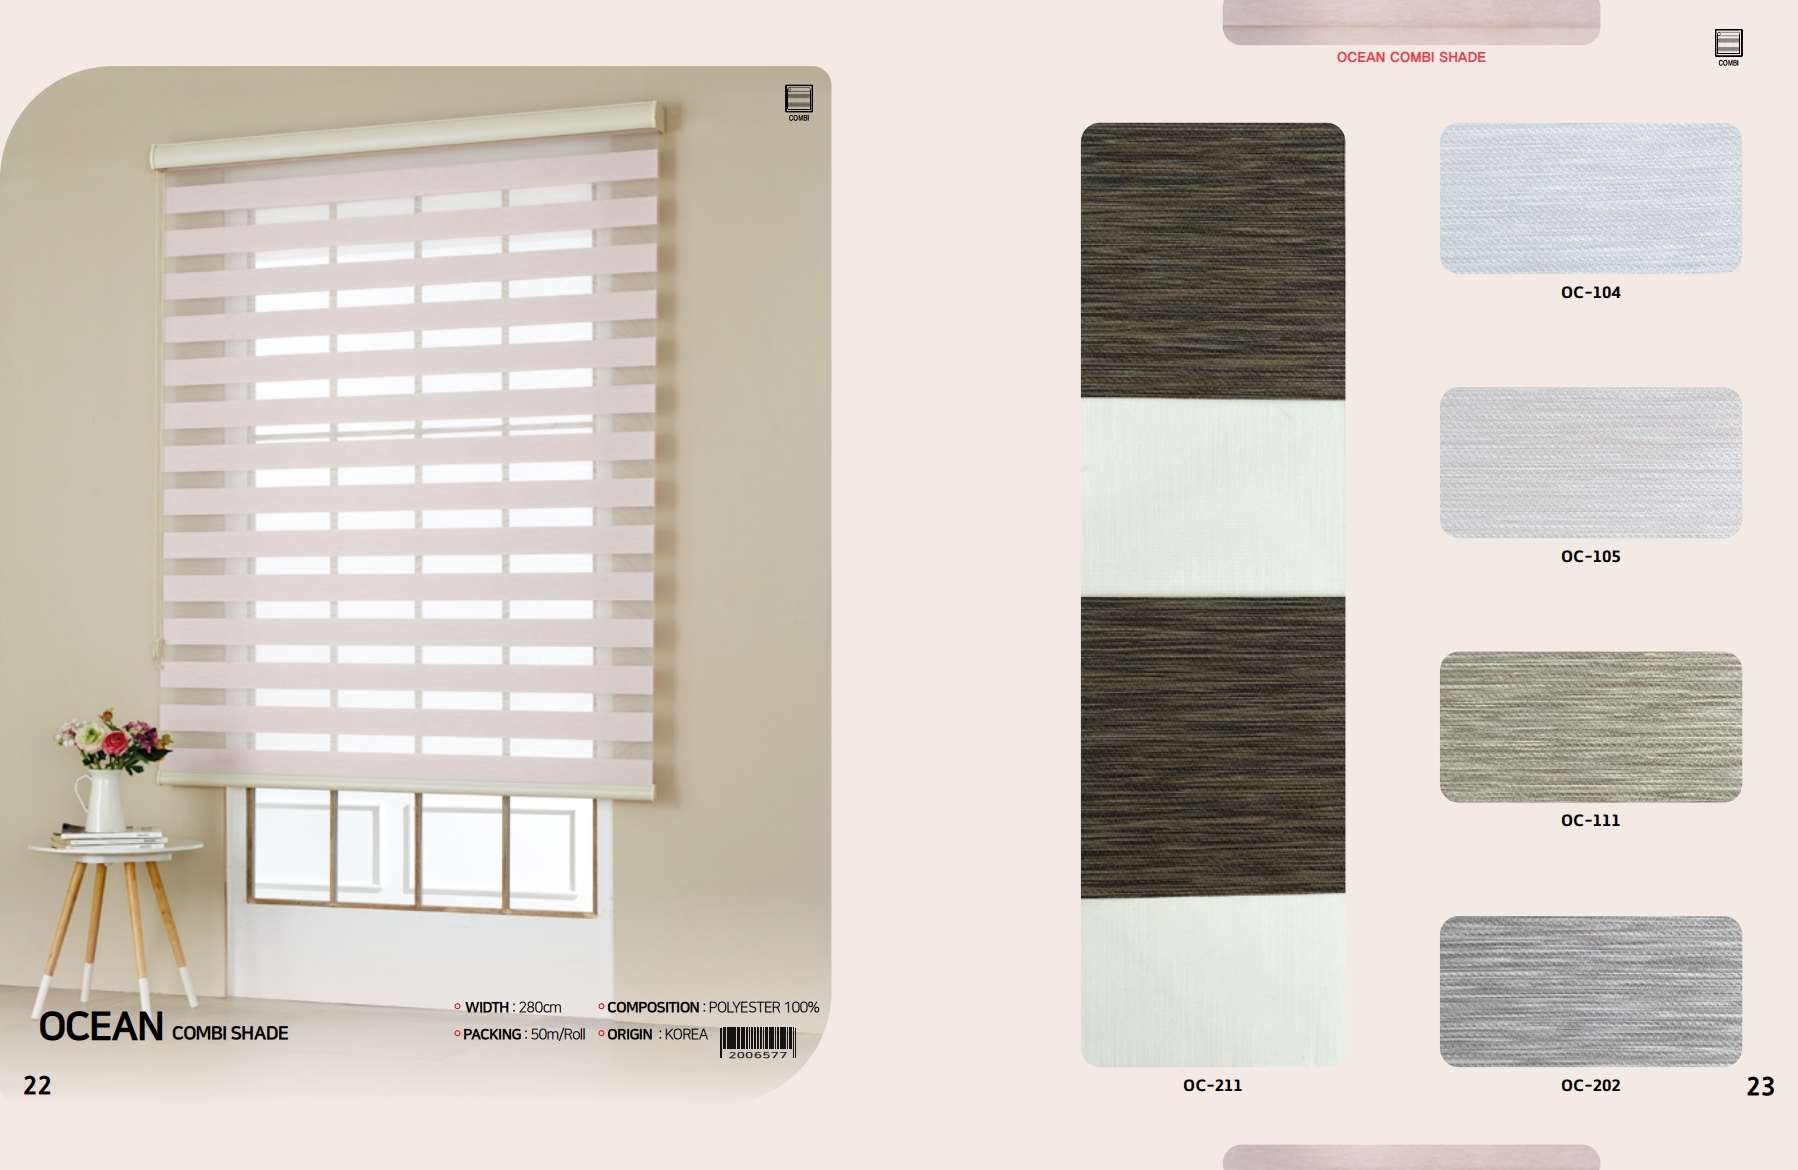 COMBI
OCEAN COMBI SHADE
WIDTH : 280cm
COMPOSITION : POLYESTER 100%
PACKING : 50m/Roll
ORIGIN : KOREA
2006577
22
OCEAN COMBI SHADE
COMBI
OC-104
OC-105
OC-111
OC-211
OC-202
23